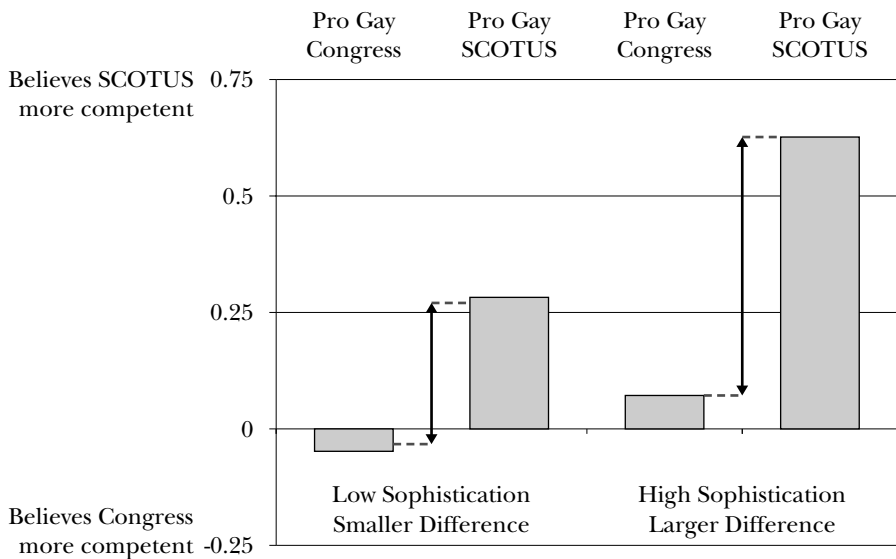 Pro Gay Congress
Pro Gay SCOTUS
Pro Gay Congress
Pro Gay SCOTUS
Believes SCOTUS
more competent
0.75
0.5
0.25
0
Low Sophistication
Smaller Difference
High Sophistication
Larger Difference
Believes Congress
more competent
-0.25